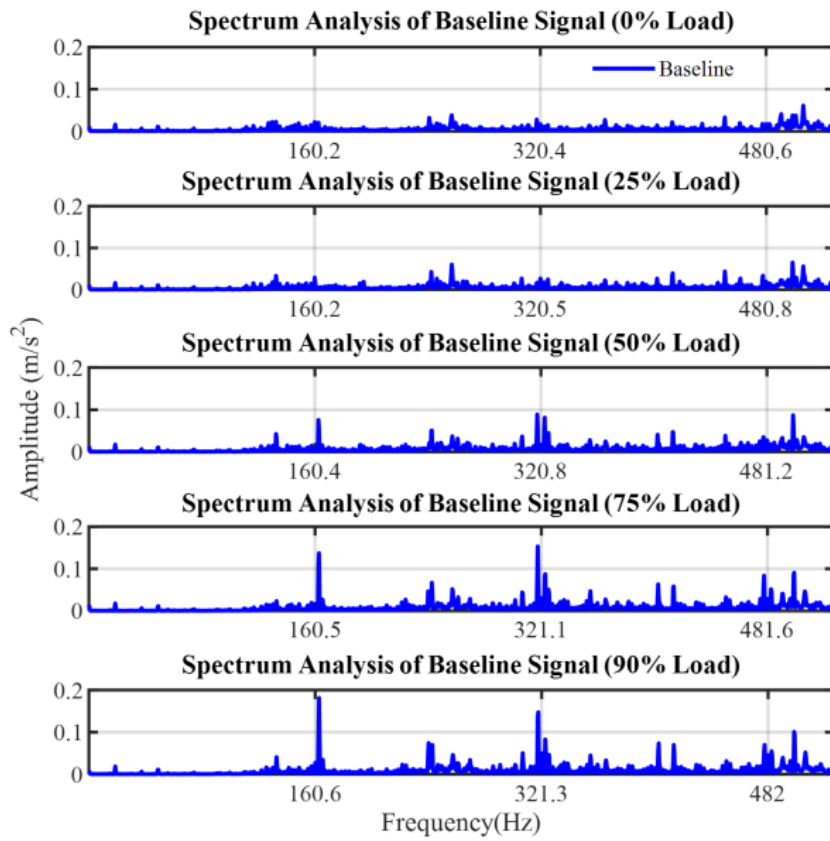 Spectrum Analysis of Baseline Signal (0% Load)
0.2
0.1
0
Baseline
160.2 320.4 480.6
Spectrum Analysis of Baseline Signal (25% Load)
0.2
0.1
0
160.2 320.5 480.8
Spectrum Analysis of Baseline Signal (50% Load)
0.2
0.1
0
160.4 320.8 481.2
Amplitude (m/s²)
Spectrum Analysis of Baseline Signal (75% Load)
0.2
0.1
0
160.5 321.1 481.6
Spectrum Analysis of Baseline Signal (90% Load)
0.2
0.1
0
160.6 321.3 482
Frequency(Hz)